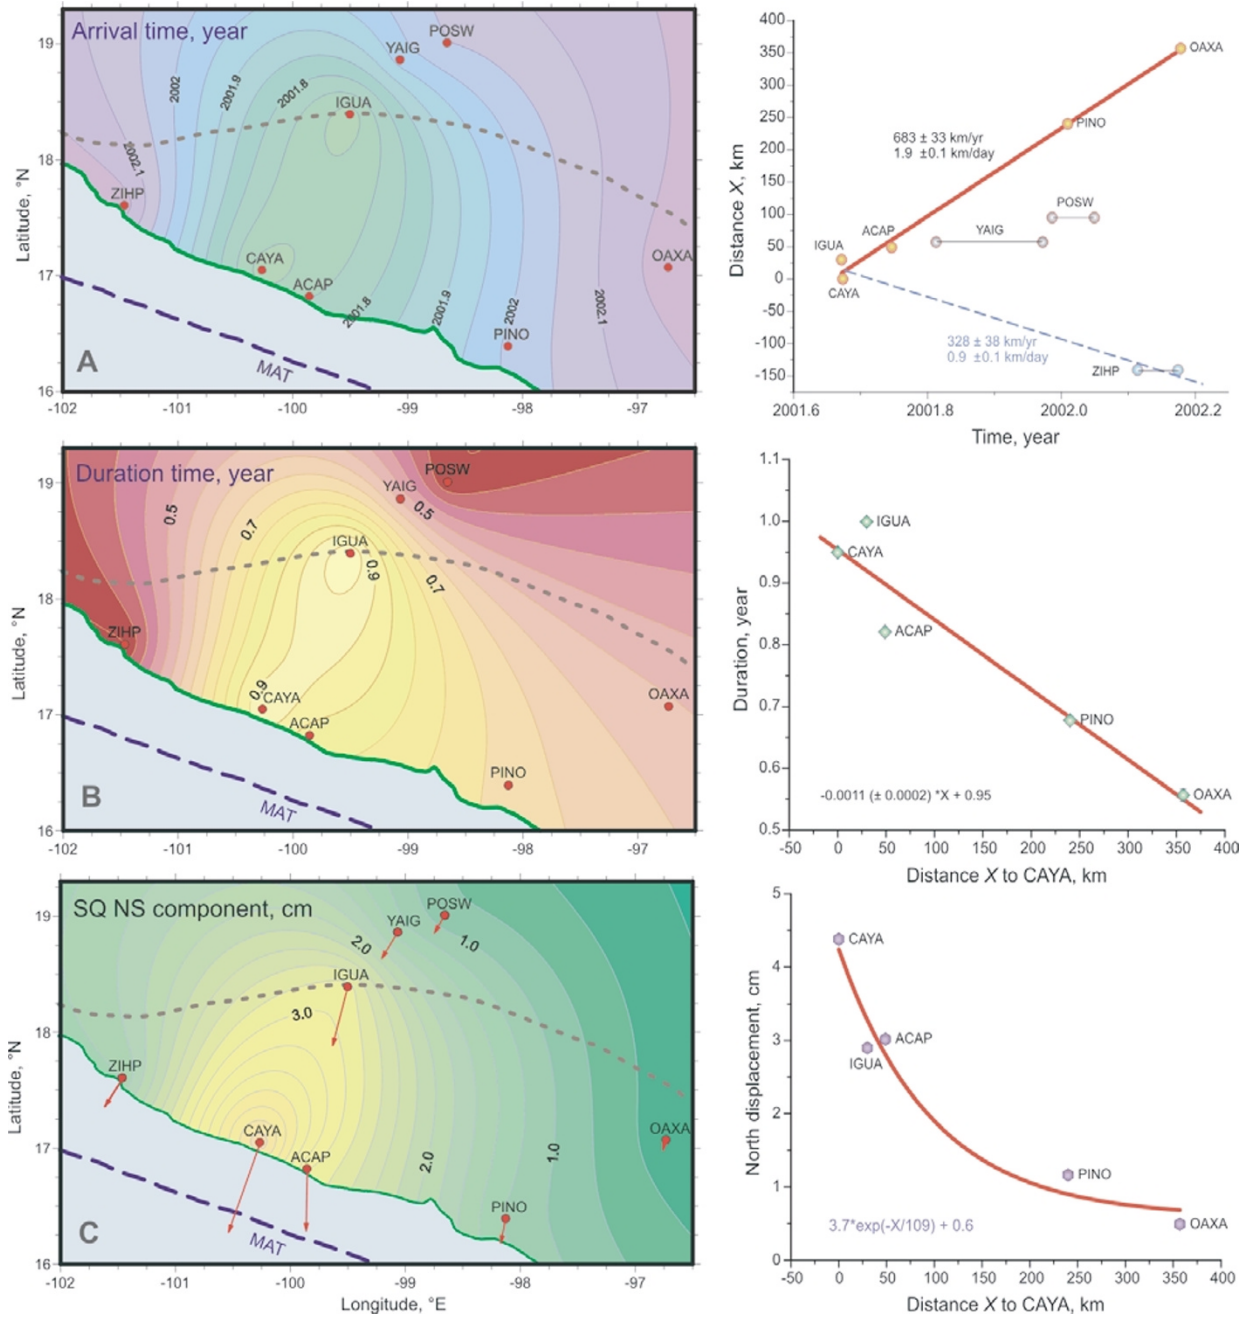 Arrival time, year
POSW
YAIG
2002
2001.9
2001.8
IGUA
2002.1
ZIHP
CAYA
ACAP
OAXA
PINO
2001.8
2001.9
2002
2002.1
MAT
A
Latitude, °N
19
18
17
16
-102
-101
-100
-99
-98
-97
Distance X, km
400
350
300
250
200
150
100
50
0
-50
-100
-150
OAXA
PINO
683 ± 33 km/yr
1.9 ±0.1 km/day
POSW
YAIG
ACAP
IGUA
CAYA
328 ± 38 km/yr
0.9 ±0.1 km/day
ZIHP
2001.6
2001.8
2002.0
2002.2
Time, year
Duration time, year
POSW
YAIG
0.5
0.5
0.7
IGUA
0.9
0.7
ZIHP
0.9
CAYA
ACAP
OAXA
PINO
MAT
B
Latitude, °N
19
18
17
16
-102
-101
-100
-99
-98
-97
Duration, year
1.1
1.0
0.9
0.8
0.7
0.6
0.5
IGUA
CAYA
ACAP
PINO
OAXA
-0.0011 (± 0.0002) *X + 0.95
-50
0
50
100
150
200
250
300
350
400
Distance X to CAYA, km
SQ NS component, cm
POSW
YAIG
2.0
1.0
IGUA
3.0
ZIHP
CAYA
ACAP
OAXA
2.0
1.0
PINO
MAT
C
Latitude, °N
19
18
17
16
-102
-101
-100
-99
-98
-97
Longitude, °E
North displacement, cm
5
4
3
2
1
0
CAYA
ACAP
IGUA
PINO
OAXA
3.7*exp(-X/109) + 0.6
-50
0
50
100
150
200
250
300
350
400
Distance X to CAYA, km